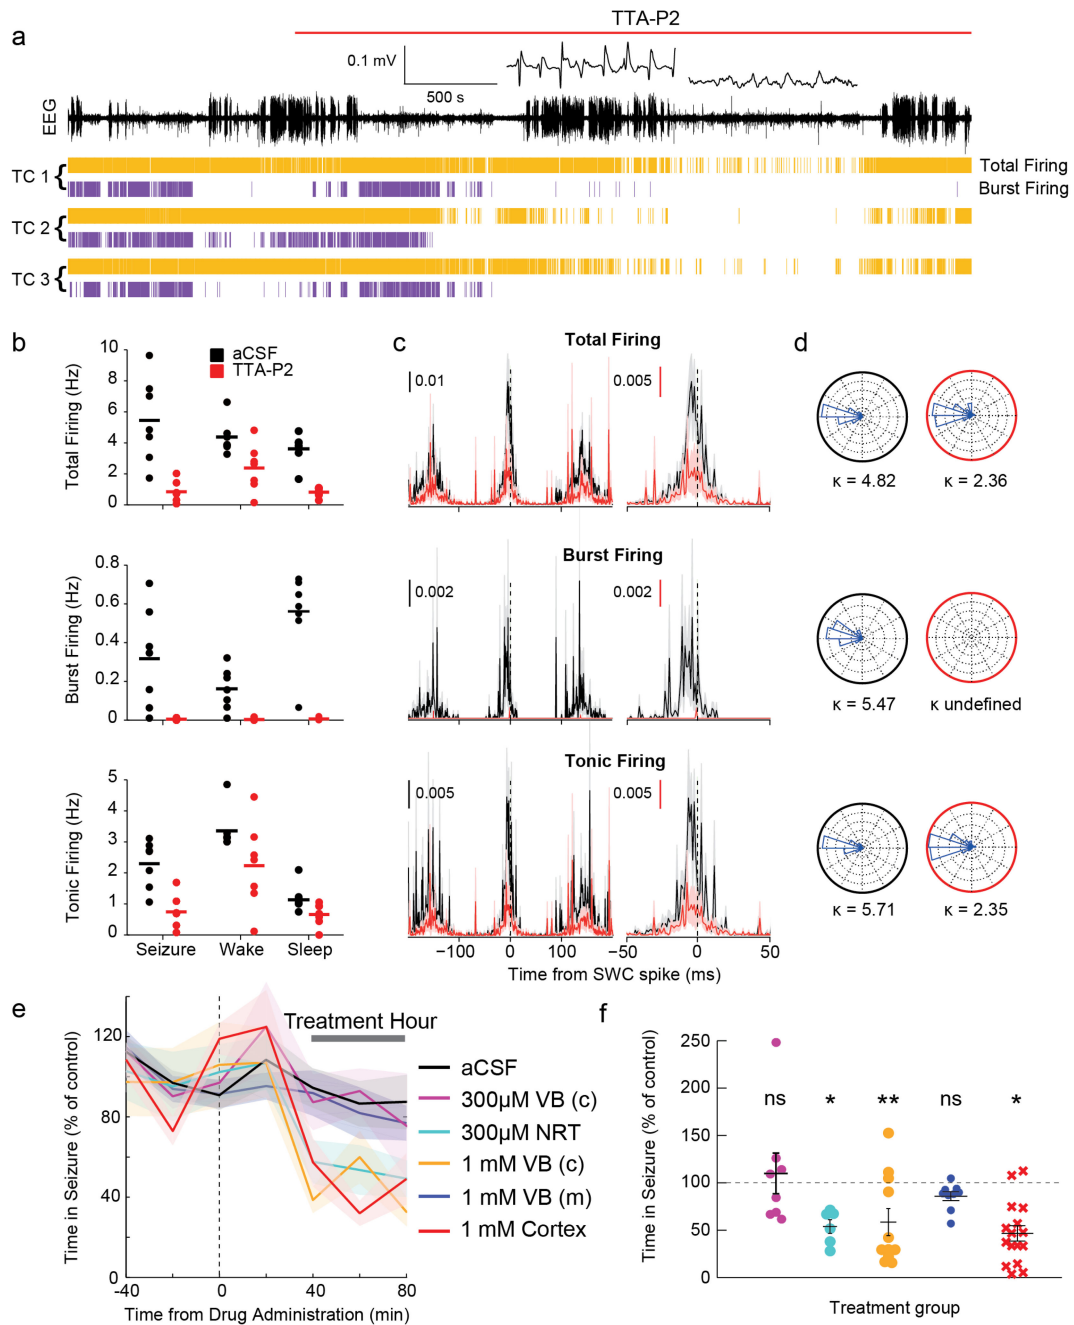 a
TTA-P2
0.1 mV
500 s
EEG
TC 1
Total Firing
Burst Firing
TC 2
TC 3
b
aCSF
TTA-P2
Total Firing (Hz)
10
8
6
4
2
0
Burst Firing (Hz)
0.8
0.6
0.4
0.2
0
Tonic Firing (Hz)
5
4
3
2
1
0
Seizure
Wake
Sleep
c
Total Firing
0.01
0.005
Burst Firing
0.002
0.002
Tonic Firing
0.005
0.005
−100
0
100
−50
0
50
Time from SWC spike (ms)
d
κ = 4.82
κ = 2.36
κ = 5.47
κ undefined
κ = 5.71
κ = 2.35
e
Time in Seizure (% of control)
120
80
40
0
-40
0
40
80
Time from Drug Administration (min)
Treatment Hour
aCSF
300μM VB (c)
300μM NRT
1 mM VB (c)
1 mM VB (m)
1 mM Cortex
f
Time in Seizure (% of control)
250
200
150
100
50
0
ns
*
**
ns
*
Treatment group